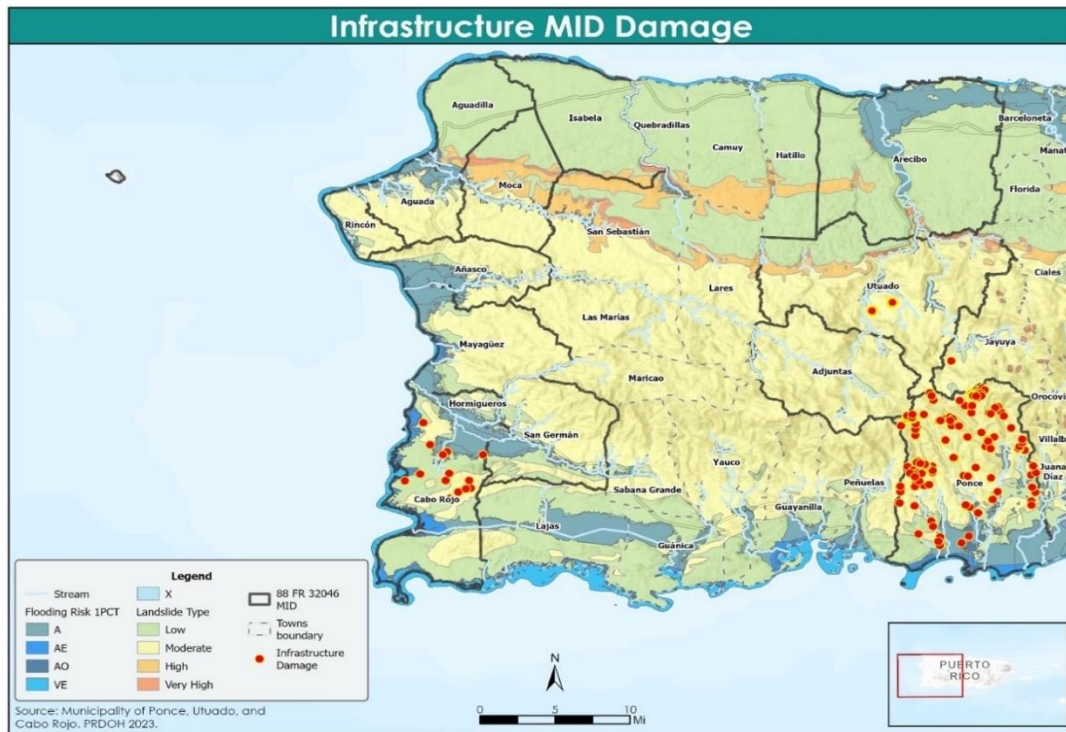 Infrastructure MID Damage
Aguadilla
Isabela
Quebradillas
Camuy
Hatillo
Barceloneta
Arecibo
Manat
Florida
Moca
Aguada
Rincón
San Sebastián
Añasco
Lares
Utuado
Ciales
Las Marías
Mayagüez
Maricao
Adjuntas
Jayuya
Hormigueros
San Germán
Orocovi
Villalb
Yauco
Peñuelas
Ponce
Juana
Díaz
Cabo Rojo
Sabana Grande
Guayanilla
Lajas
Guánica
Legend
Stream
Flooding Risk 1PCT
A
AE
AO
VE
X
Landslide Type
Low
Moderate
High
Very High
88 FR 32046
MID
Towns
boundary
Infrastructure
Damage
Source: Municipality of Ponce, Utuado, and
Cabo Rojo. PRDOH 2023.
N
0 5 10
Mi
PUERTO
RICO